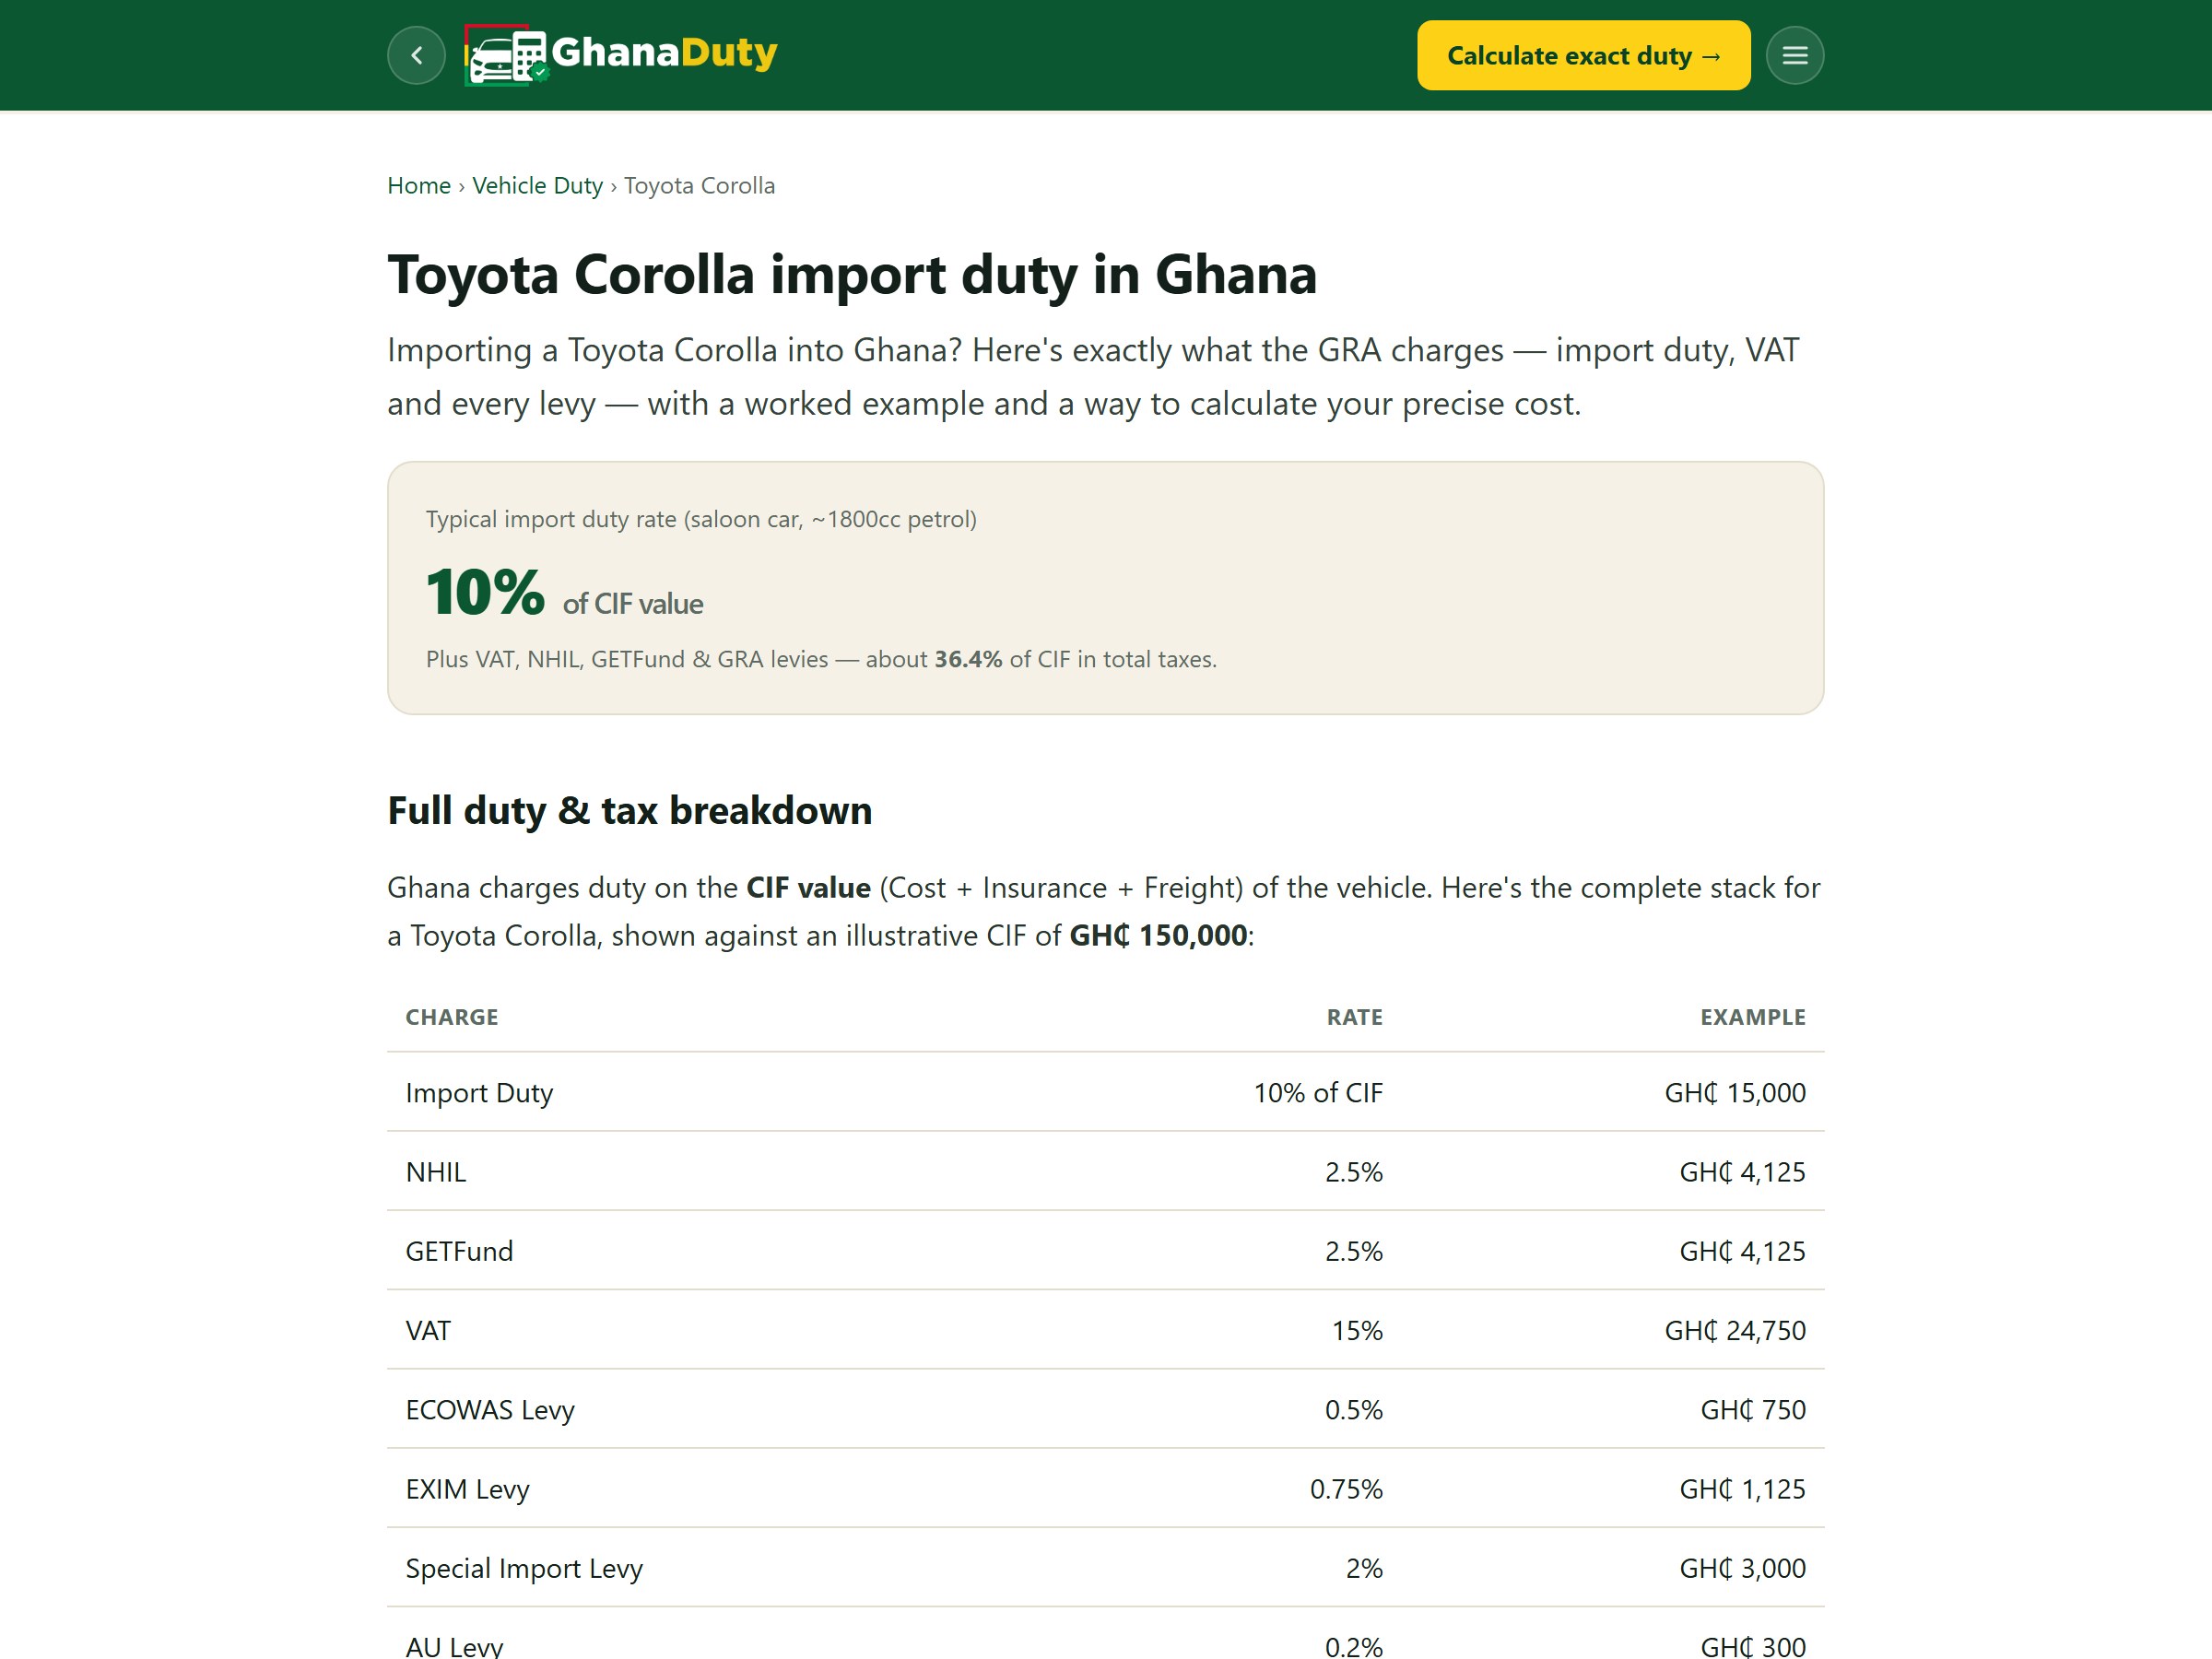 GhanaDuty
Calculate exact duty →
Home › Vehicle Duty › Toyota Corolla
Toyota Corolla import duty in Ghana
Importing a Toyota Corolla into Ghana? Here's exactly what the GRA charges — import duty, VAT
and every levy — with a worked example and a way to calculate your precise cost.
Typical import duty rate (saloon car, ~1800cc petrol)
10% of CIF value
Plus VAT, NHIL, GETFund & GRA levies — about 36.4% of CIF in total taxes.
Full duty & tax breakdown
Ghana charges duty on the CIF value (Cost + Insurance + Freight) of the vehicle. Here's the complete stack for
a Toyota Corolla, shown against an illustrative CIF of GH₵ 150,000:
CHARGE RATE EXAMPLE
Import Duty 10% of CIF GH₵ 15,000
NHIL 2.5% GH₵ 4,125
GETFund 2.5% GH₵ 4,125
VAT 15% GH₵ 24,750
ECOWAS Levy 0.5% GH₵ 750
EXIM Levy 0.75% GH₵ 1,125
Special Import Levy 2% GH₵ 3,000
AU Levy 0.2% GH₵ 300